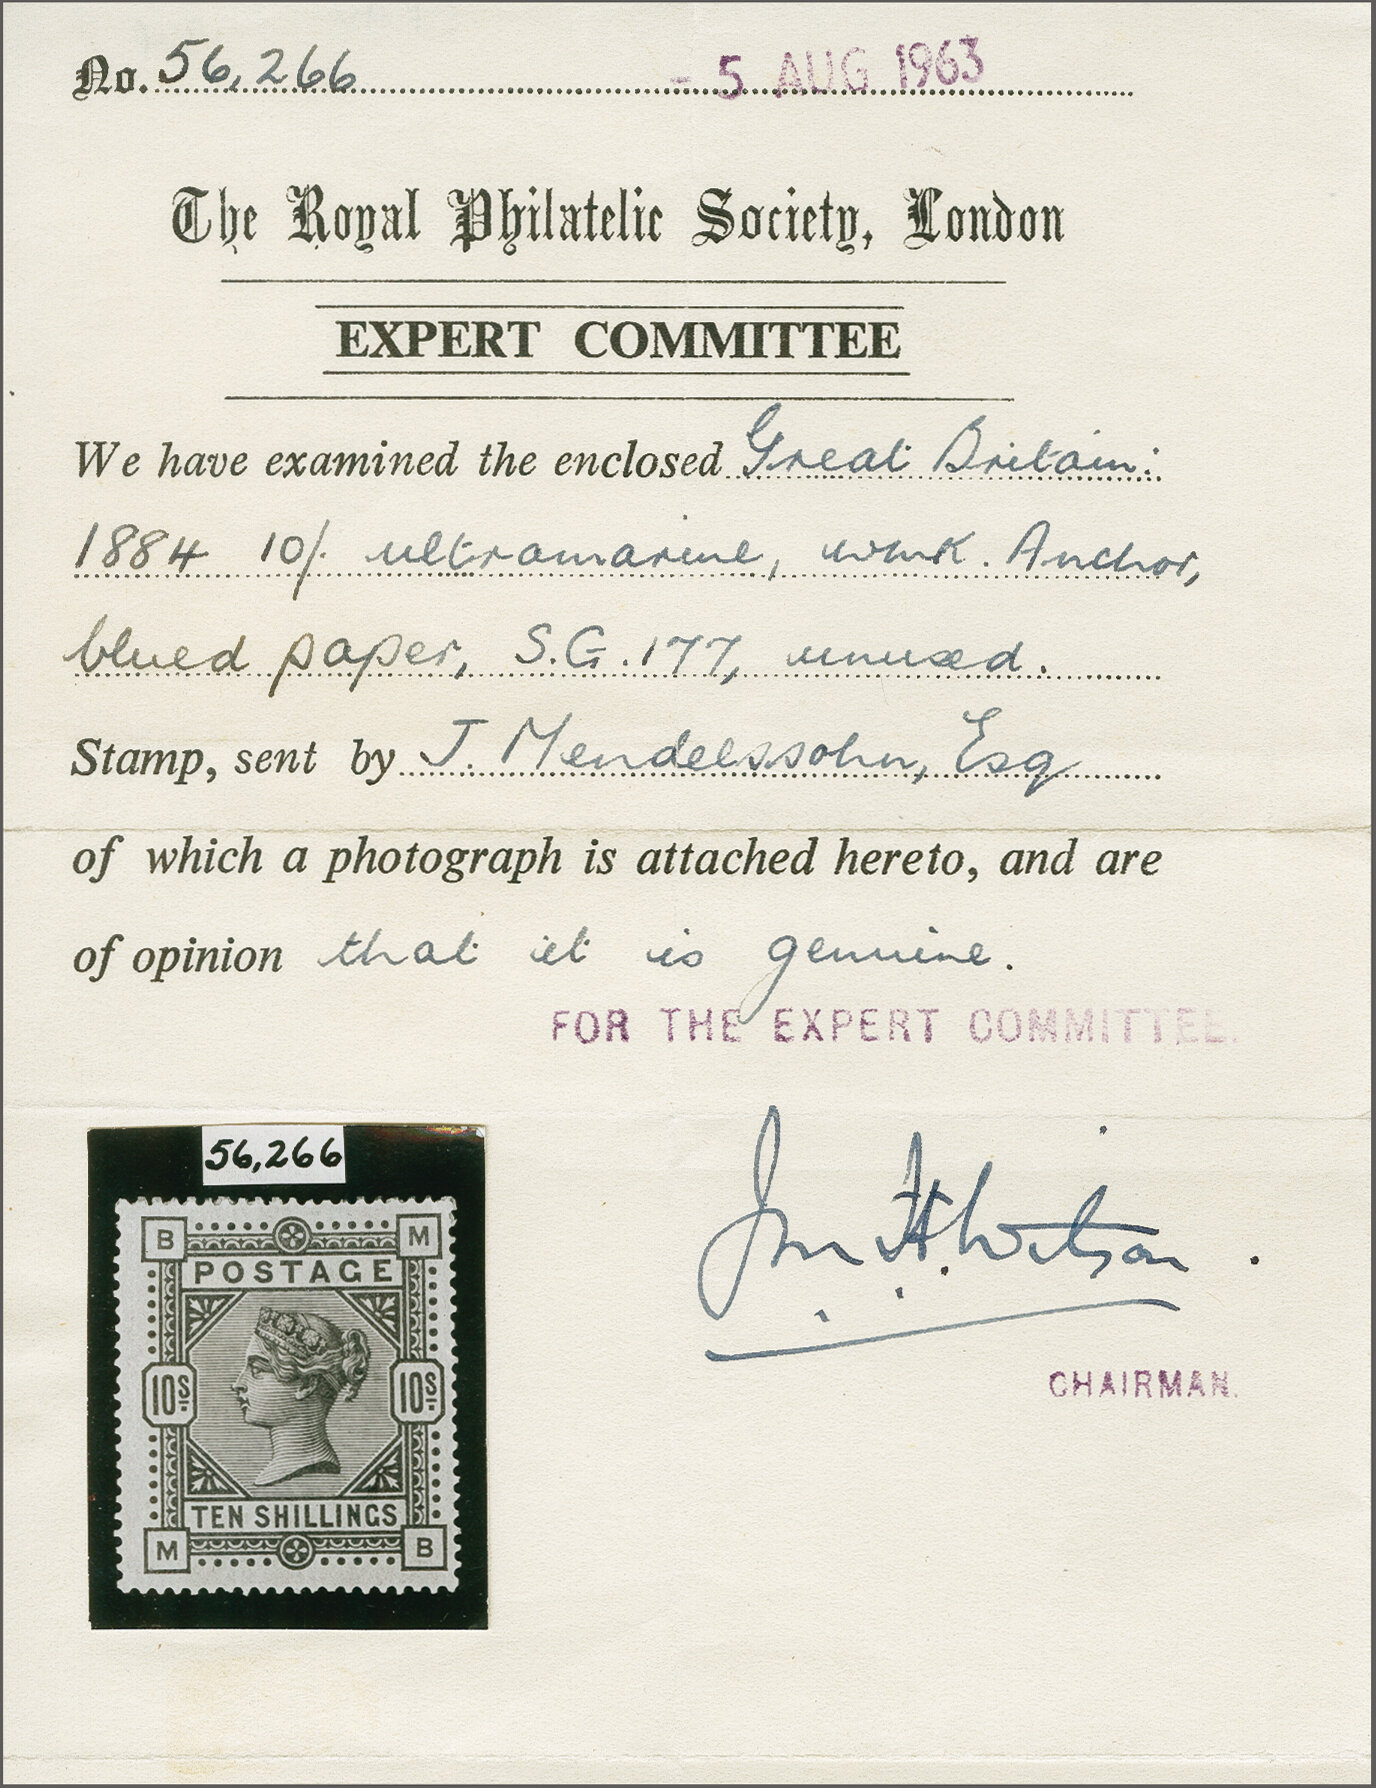 No. 56,266 - 5 AUG 1963
The Royal Philatelic Society, London
EXPERT COMMITTEE
We have examined the enclosed Great Britain:
1884 10/- ultramarine, wmk. Anchor,
blued paper, S.G. 177, unused.
Stamp, sent by J. Mendelssohn, Esq
of which a photograph is attached hereto, and are
of opinion that it is genuine.
FOR THE EXPERT COMMITTEE.
56,266
B M
POSTAGE
10S 10S
TEN SHILLINGS
M B
Jn. H. Wilson
CHAIRMAN.